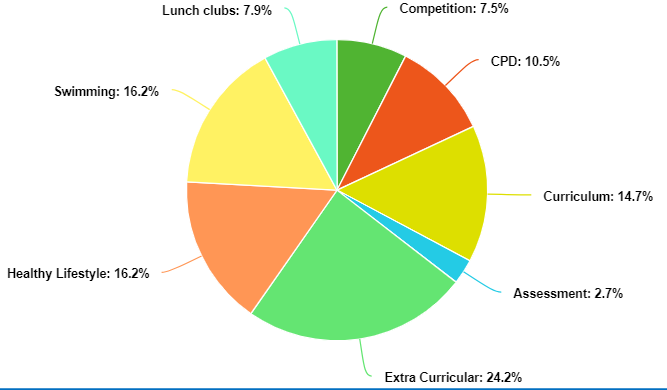 Lunch clubs: 7.9%
Competition: 7.5%
CPD: 10.5%
Swimming: 16.2%
Curriculum: 14.7%
Healthy Lifestyle: 16.2%
Assessment: 2.7%
Extra Curricular: 24.2%